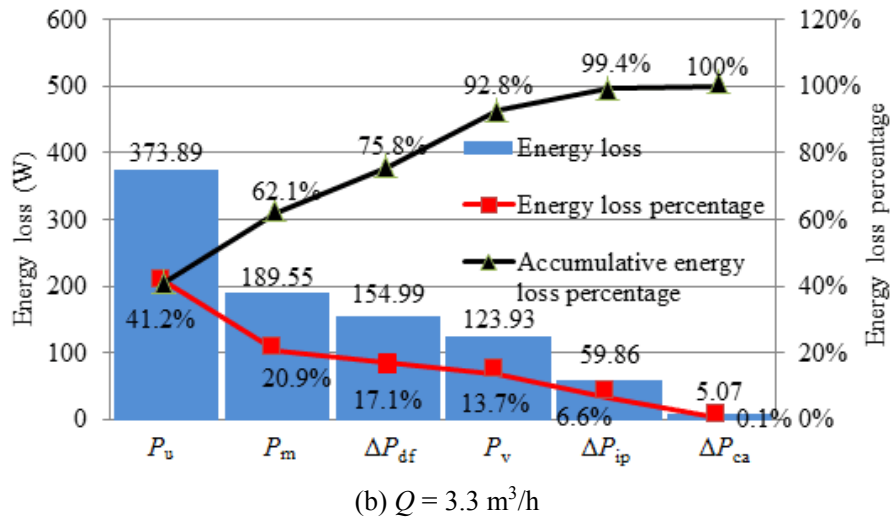 600
500
400
300
200
100
0
Energy loss (W)
120%
100%
80%
60%
40%
20%
0%
Energy loss percentage
373.89
189.55
154.99
123.93
59.86
5.07
41.2%
62.1%
75.8%
92.8%
99.4%
100%
20.9%
17.1%
13.7%
6.6%
0.1%
Energy loss
Energy loss percentage
Accumulative energy
loss percentage
Pu
Pm
ΔPdf
Pv
ΔPip
ΔPca
(b) Q = 3.3 m³/h